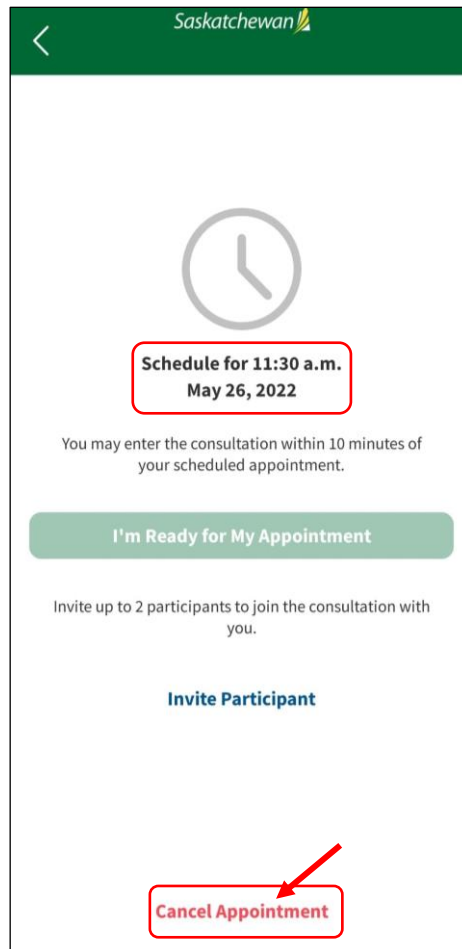 Saskatchewan
Schedule for 11:30 a.m.
May 26, 2022
You may enter the consultation within 10 minutes of
your scheduled appointment.
I'm Ready for My Appointment
Invite up to 2 participants to join the consultation with
you.
Invite Participant
Cancel Appointment